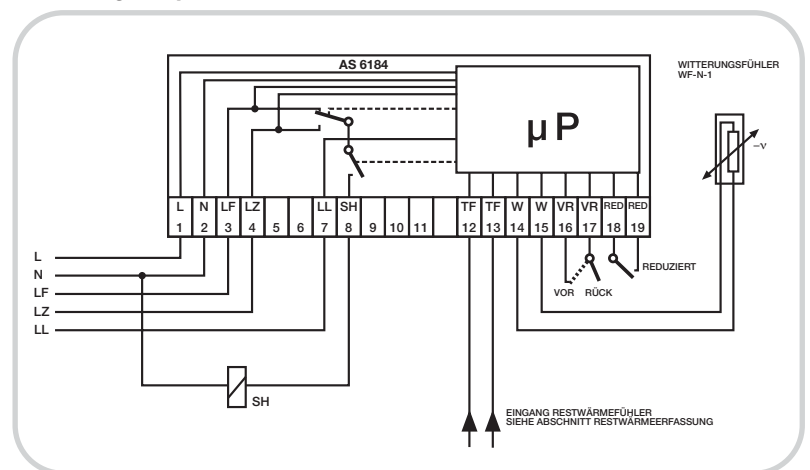 AS 6184
WITTERUNGSFÜHLER
WF-N-1
µP
–ν
L N LF LZ LL SH TF TF W W VR VR RED RED
1 2 3 4 5 6 7 8 9 10 11 12 13 14 15 16 17 18 19
L
N
LF
LZ
LL
REDUZIERT
VOR RÜCK
SH
EINGANG RESTWÄRMEFÜHLER
SIEHE ABSCHNITT RESTWÄRMEERFASSUNG